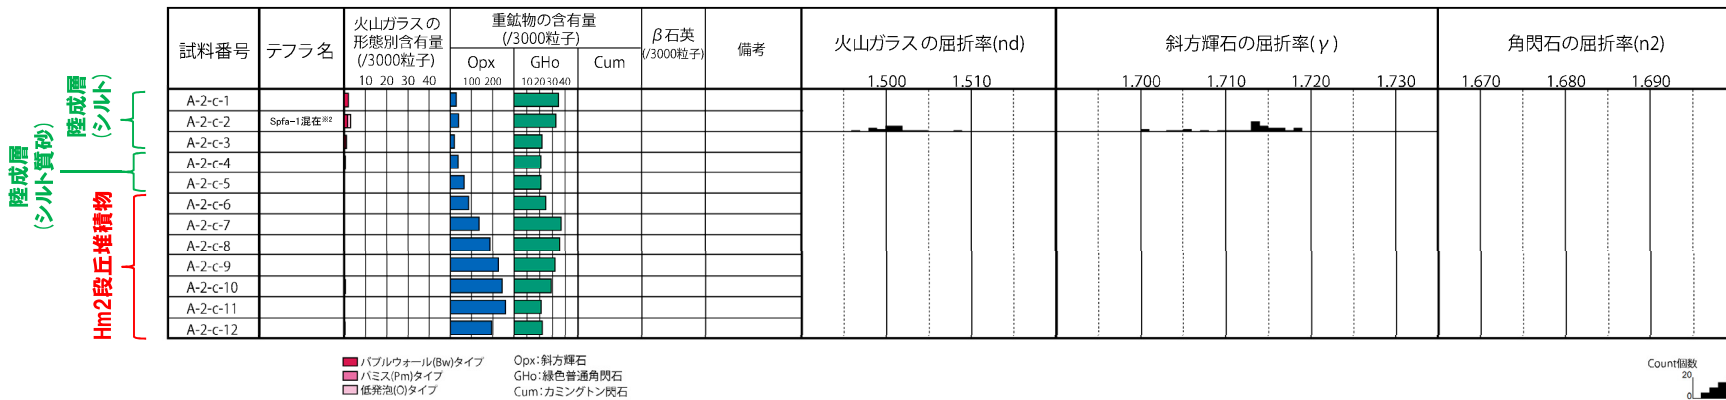 試料番号
テフラ名
火山ガラスの
形態別含有量
(/3000粒子)
10 20 30 40
重鉱物の含有量
(/3000粒子)
Opx
100 200
GHo
10 20 30 40
Cum
β石英
(/3000粒子)
備考
火山ガラスの屈折率(nd)
1.500 1.510
斜方輝石の屈折率(γ)
1.700 1.710 1.720 1.730
角閃石の屈折率(n2)
1.670 1.680 1.690
陸成層
(シルト)
陸成層
(シルト質砂)
Hm2段丘堆積物
A-2-c-1
A-2-c-2 Spfa-1混在※2
A-2-c-3
A-2-c-4
A-2-c-5
A-2-c-6
A-2-c-7
A-2-c-8
A-2-c-9
A-2-c-10
A-2-c-11
A-2-c-12
バブルウォール(Bw)タイプ
パミス(Pm)タイプ
低発泡(O)タイプ
Opx:斜方輝石
GHo:緑色普通角閃石
Cum:カミングトン閃石
Count個数
20
0